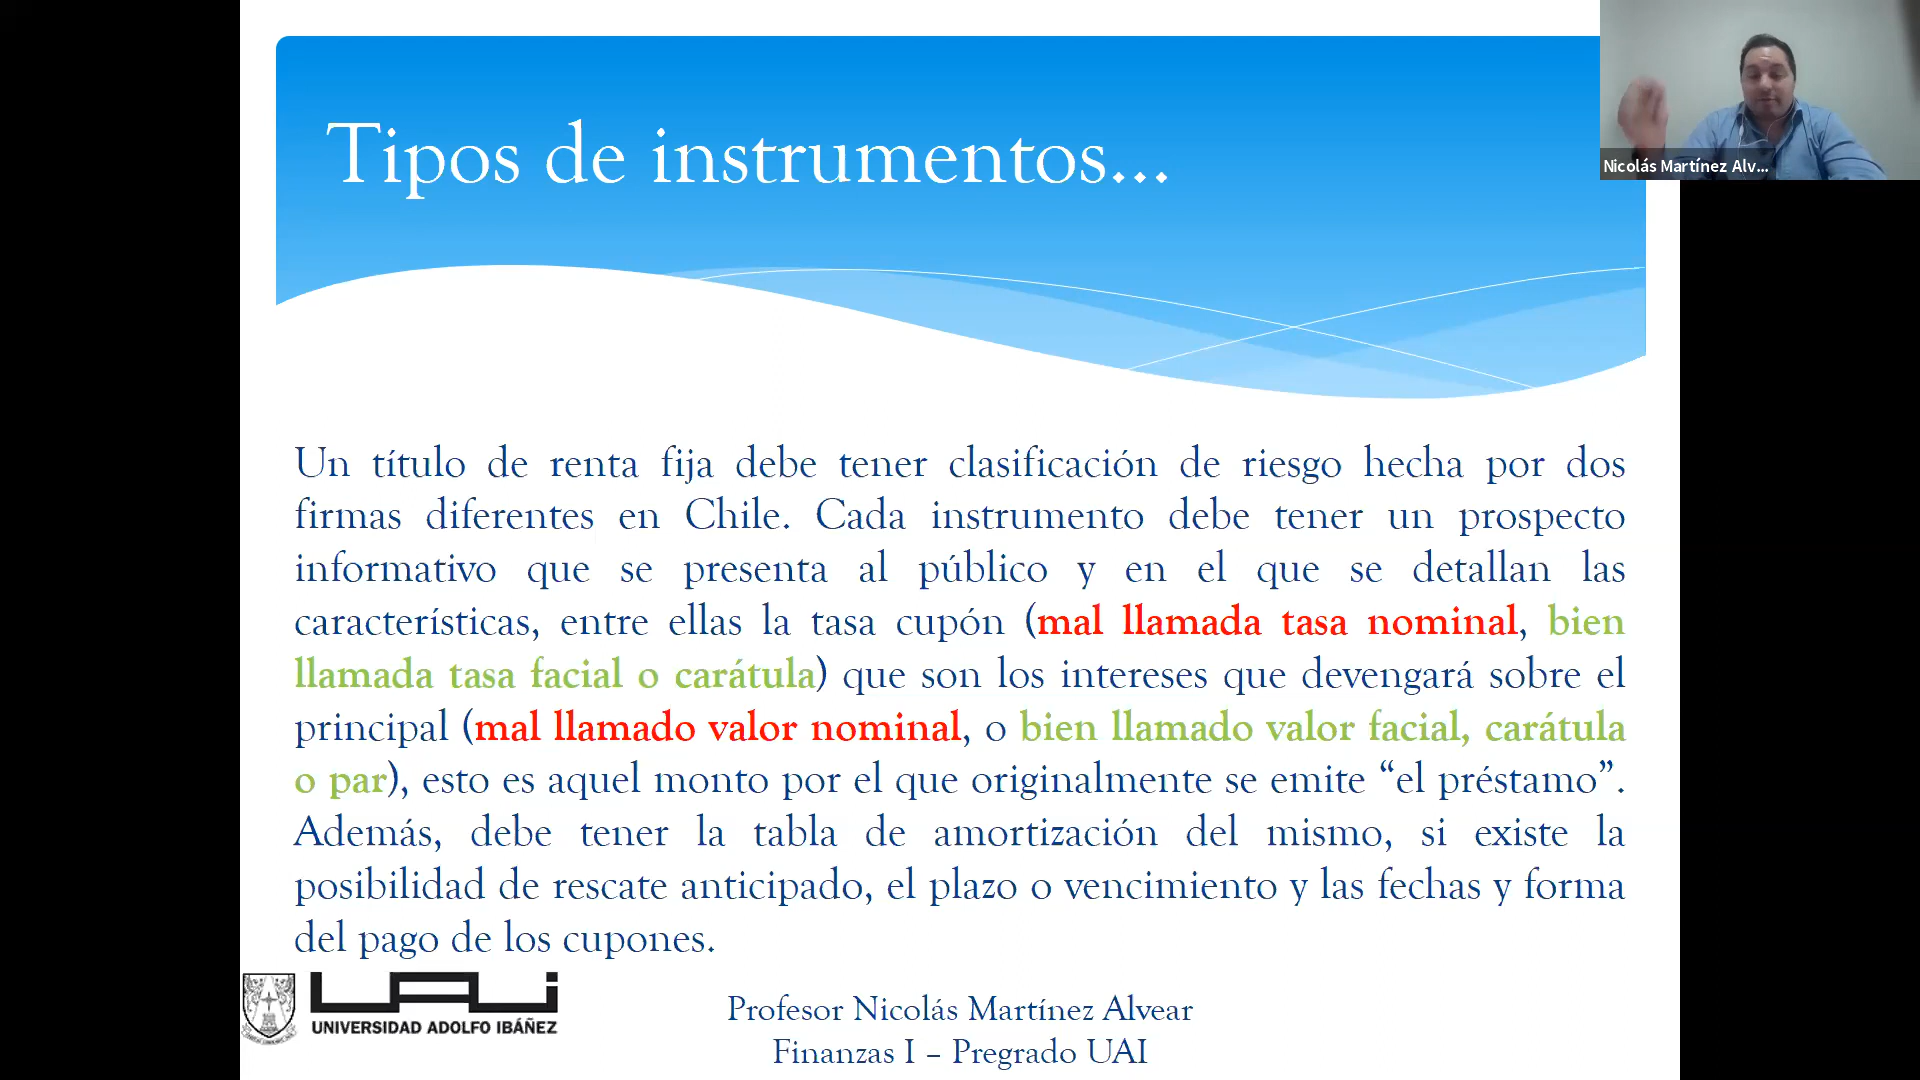 Tipos de instrumentos...
Nicolás Martínez Alv...
Un título de renta fija debe tener clasificación de riesgo hecha por dos
firmas diferentes en Chile. Cada instrumento debe tener un prospecto
informativo que se presenta al público y en el que se detallan las
características, entre ellas la tasa cupón (mal llamada tasa nominal, bien
llamada tasa facial o carátula) que son los intereses que devengará sobre el
principal (mal llamado valor nominal, o bien llamado valor facial, carátula
o par), esto es aquel monto por el que originalmente se emite “el préstamo”.
Además, debe tener la tabla de amortización del mismo, si existe la
posibilidad de rescate anticipado, el plazo o vencimiento y las fechas y forma
del pago de los cupones.
UAI
UNIVERSIDAD ADOLFO IBÁÑEZ
Profesor Nicolás Martínez Alvear
Finanzas I – Pregrado UAI